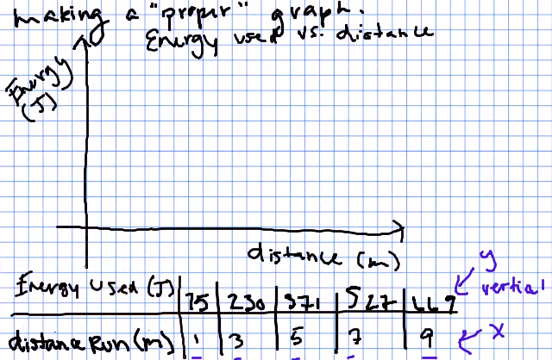 making a "proper" graph.
Energy used vs. distance
Energy
(J)
distance (m)
Energy Used (J) 75 230 371 527 669
distance Run (m) 1 3 5 7 9
y
vertical
x